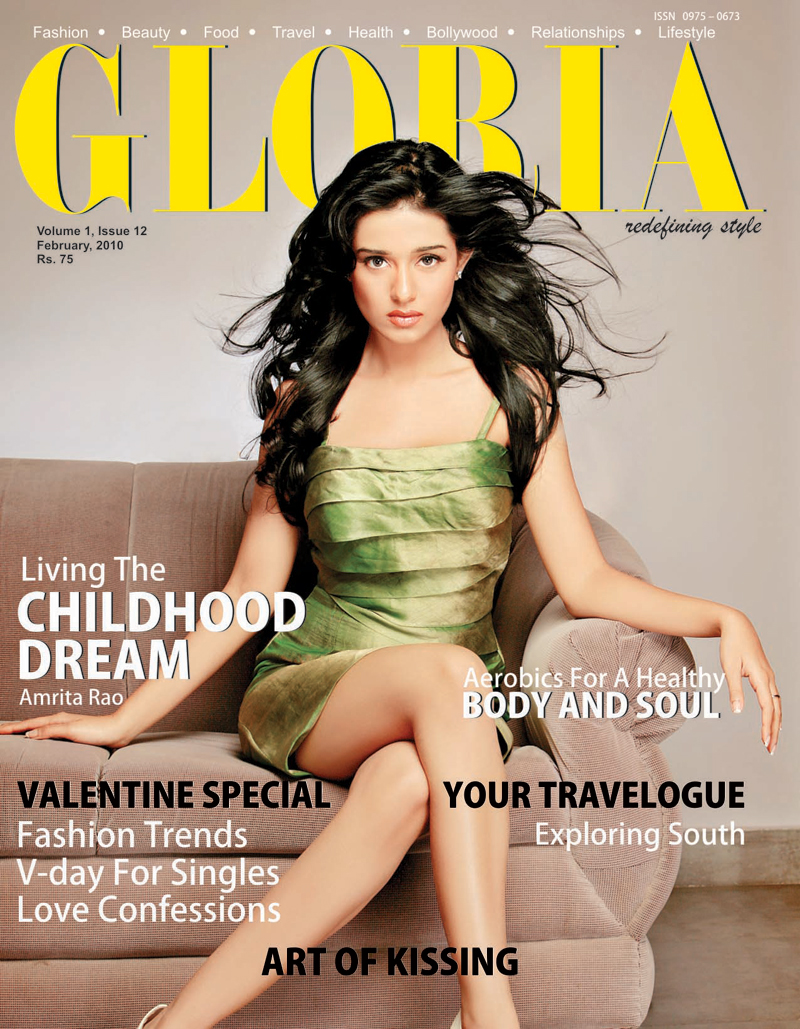 ISSN 0975 – 0673
Fashion • Beauty • Food • Travel • Health • Bollywood • Relationships • Lifestyle
GLORIA
redefining style
Volume 1, Issue 12
February, 2010
Rs. 75
Living The
CHILDHOOD
DREAM
Amrita Rao
Aerobics For A Healthy
BODY AND SOUL
VALENTINE SPECIAL
Fashion Trends
V-day For Singles
Love Confessions
YOUR TRAVELOGUE
Exploring South
ART OF KISSING